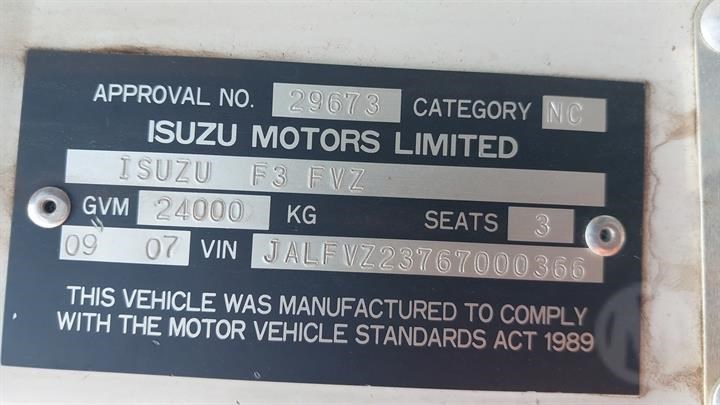 APPROVAL NO. 29673 CATEGORY NC
ISUZU MOTORS LIMITED
ISUZU F3 FVZ
GVM 24000 KG SEATS 3
09 07 VIN JALFVZ23767000366
THIS VEHICLE WAS MANUFACTURED TO COMPLY
WITH THE MOTOR VEHICLE STANDARDS ACT 1989